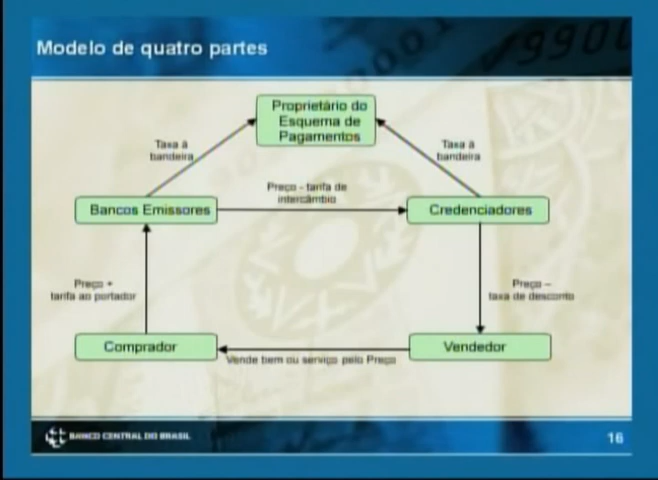 Modelo de quatro partes
Proprietário do
Esquema de
Pagamentos
Taxa à
bandeira
Taxa à
bandeira
Preço - tarifa de
intercâmbio
Bancos Emissores
Credenciadores
Preço +
tarifa ao portador
Preço –
taxa de desconto
Comprador
Vendedor
Vende bem ou serviço pelo Preço
BANCO CENTRAL DO BRASIL
16